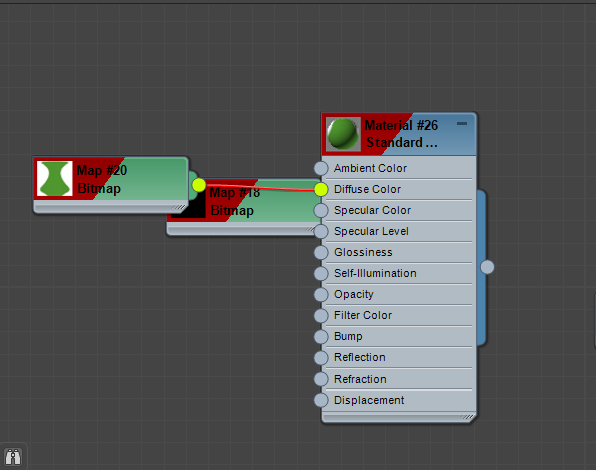 Map #20
Bitmap
Map #18
Bitmap
Material #26
Standard ...
Ambient Color
Diffuse Color
Specular Color
Specular Level
Glossiness
Self-Illumination
Opacity
Filter Color
Bump
Reflection
Refraction
Displacement